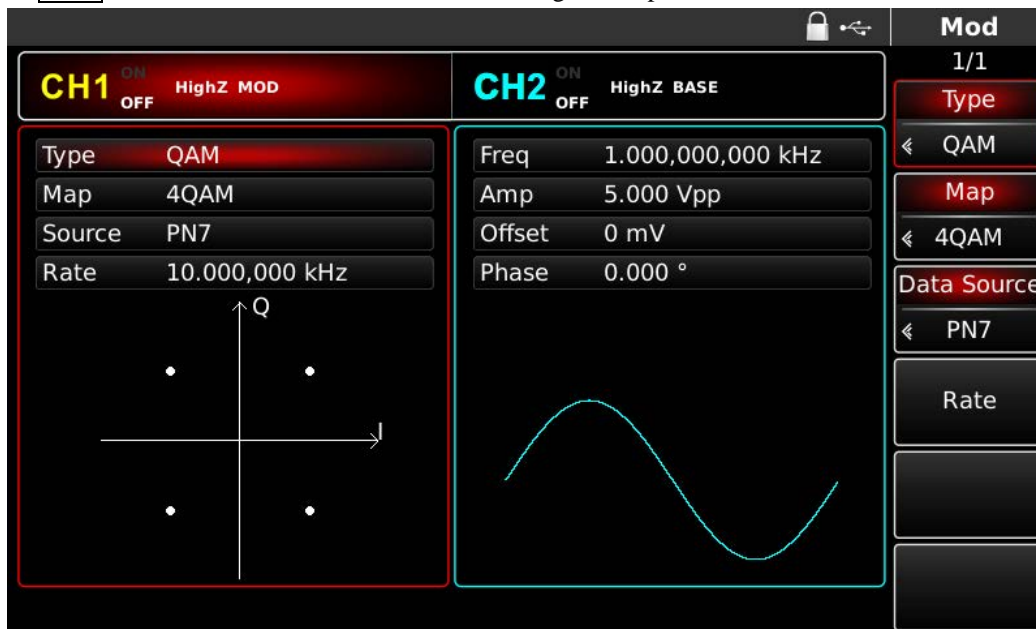 Mod
1/1
CH1 ON OFF HighZ MOD
CH2 ON OFF HighZ BASE
Type QAM
Map 4QAM
Source PN7
Rate 10.000,000 kHz
Q
I
Freq 1.000,000,000 kHz
Amp 5.000 Vpp
Offset 0 mV
Phase 0.000 °
Type
QAM
Map
4QAM
Data Source
PN7
Rate